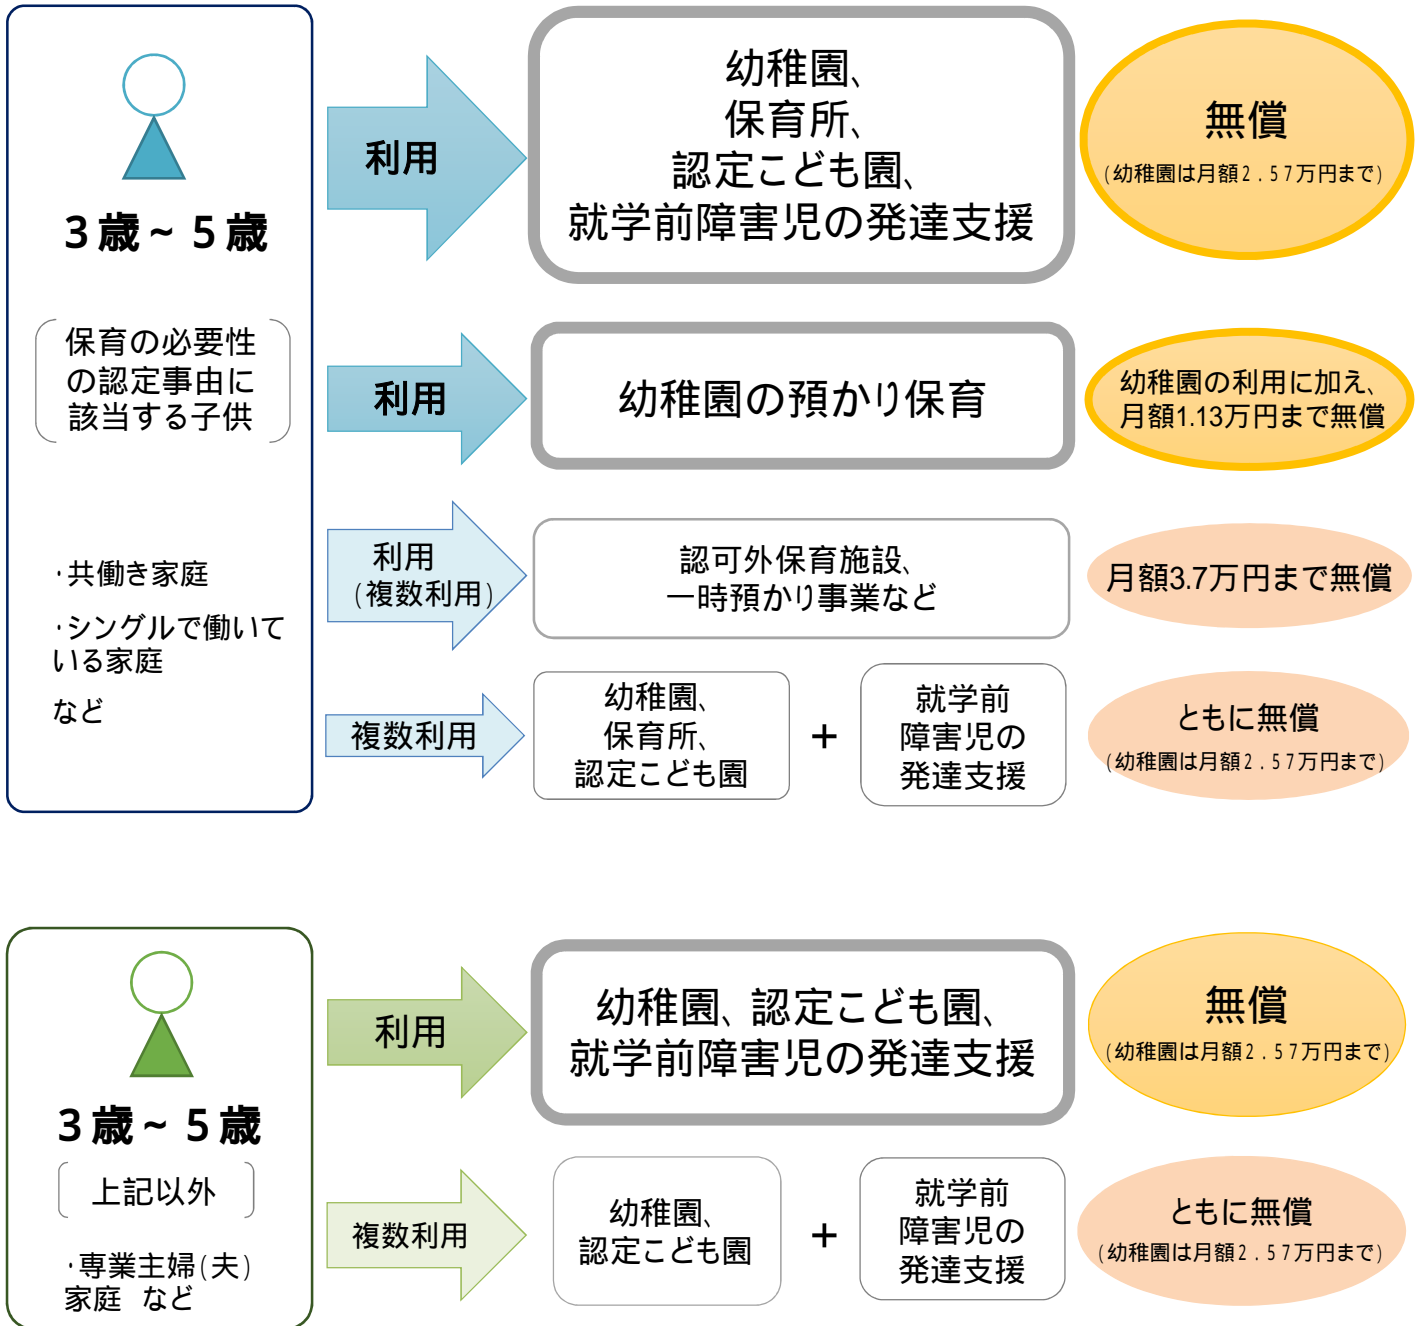 3歳～5歳
保育の必要性
の認定事由に
該当する子供
・共働き家庭
・シングルで働いて
いる家庭
など
利用
幼稚園、
保育所、
認定こども園、
就学前障害児の発達支援
無償
(幼稚園は月額2.57万円まで)
利用
幼稚園の預かり保育
幼稚園の利用に加え、
月額1.13万円まで無償
利用
(複数利用)
認可外保育施設、
一時預かり事業など
月額3.7万円まで無償
複数利用
幼稚園、
保育所、
認定こども園
+
就学前
障害児の
発達支援
ともに無償
(幼稚園は月額2.57万円まで)
3歳～5歳
上記以外
・専業主婦(夫)
家庭 など
利用
幼稚園、認定こども園、
就学前障害児の発達支援
無償
(幼稚園は月額2.57万円まで)
複数利用
幼稚園、
認定こども園
+
就学前
障害児の
発達支援
ともに無償
(幼稚園は月額2.57万円まで)